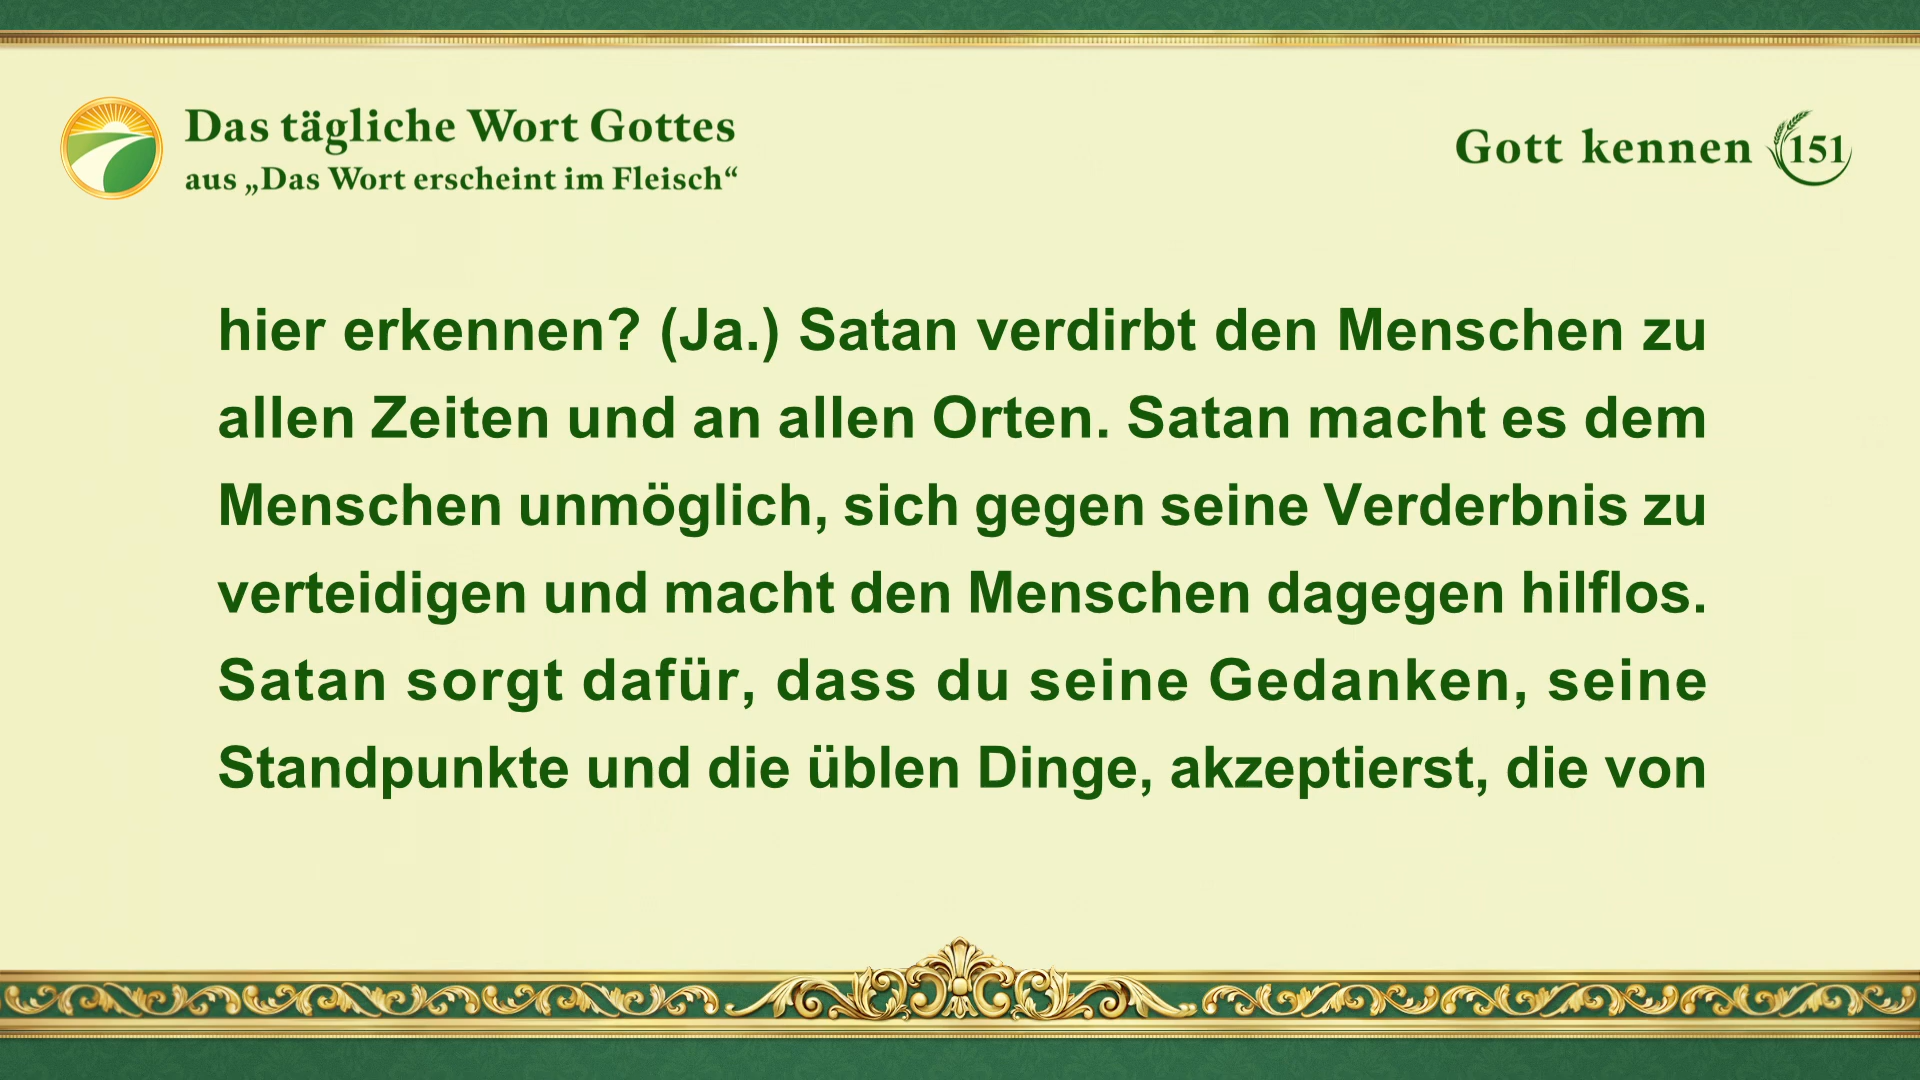 Das tägliche Wort Gottes
aus „Das Wort erscheint im Fleisch“
Gott kennen 151
hier erkennen? (Ja.) Satan verdirbt den Menschen zu
allen Zeiten und an allen Orten. Satan macht es dem
Menschen unmöglich, sich gegen seine Verderbnis zu
verteidigen und macht den Menschen dagegen hilflos.
Satan sorgt dafür, dass du seine Gedanken, seine
Standpunkte und die üblen Dinge, akzeptierst, die von